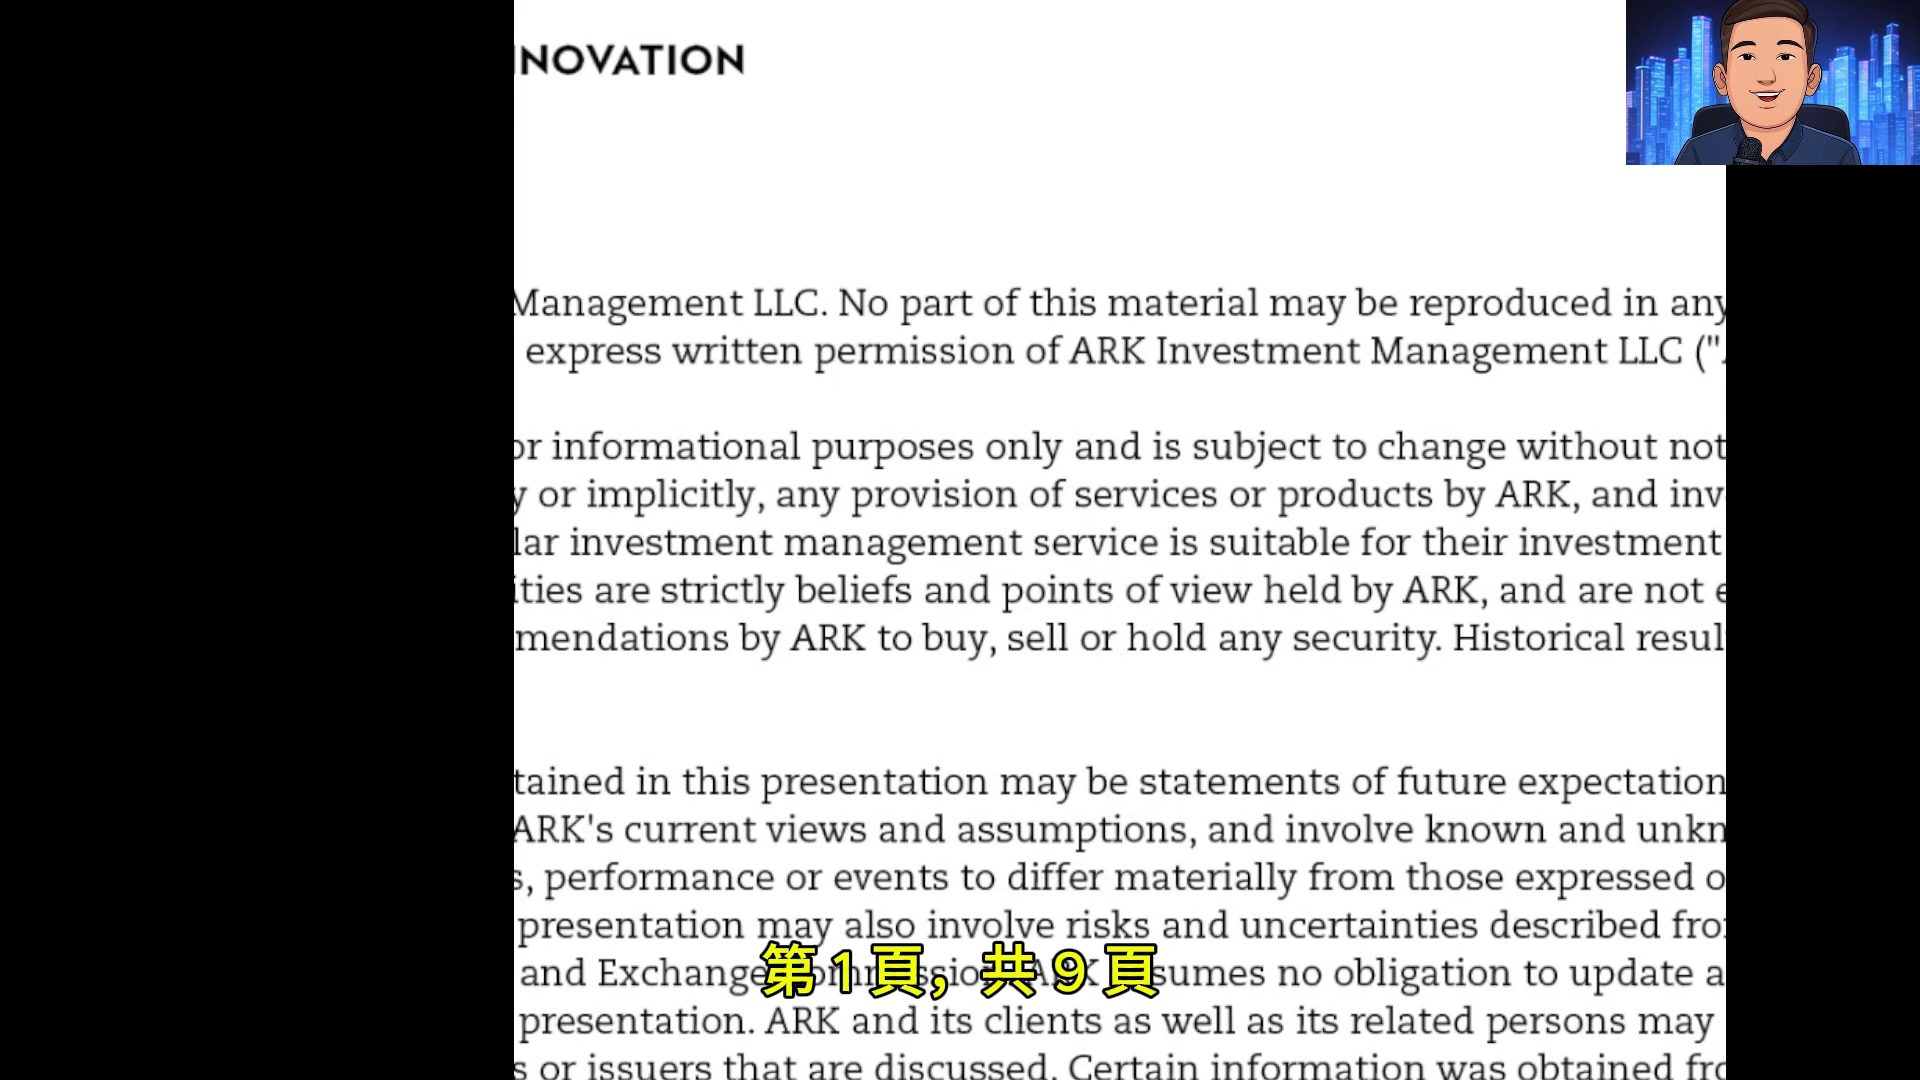 NOVATION
Management LLC. No part of this material may be reproduced in any
express written permission of ARK Investment Management LLC ("
or informational purposes only and is subject to change without not
y or implicitly, any provision of services or products by ARK, and inv
lar investment management service is suitable for their investment
ities are strictly beliefs and points of view held by ARK, and are not e
mendations by ARK to buy, sell or hold any security. Historical resul
tained in this presentation may be statements of future expectation
ARK's current views and assumptions, and involve known and unkn
s, performance or events to differ materially from those expressed o
presentation may also involve risks and uncertainties described fro
and Exchange ARK sumes no obligation to update a
第1頁，共9頁
presentation. ARK and its clients as well as its related persons may
s or issuers that are discussed. Certain information was obtained fro